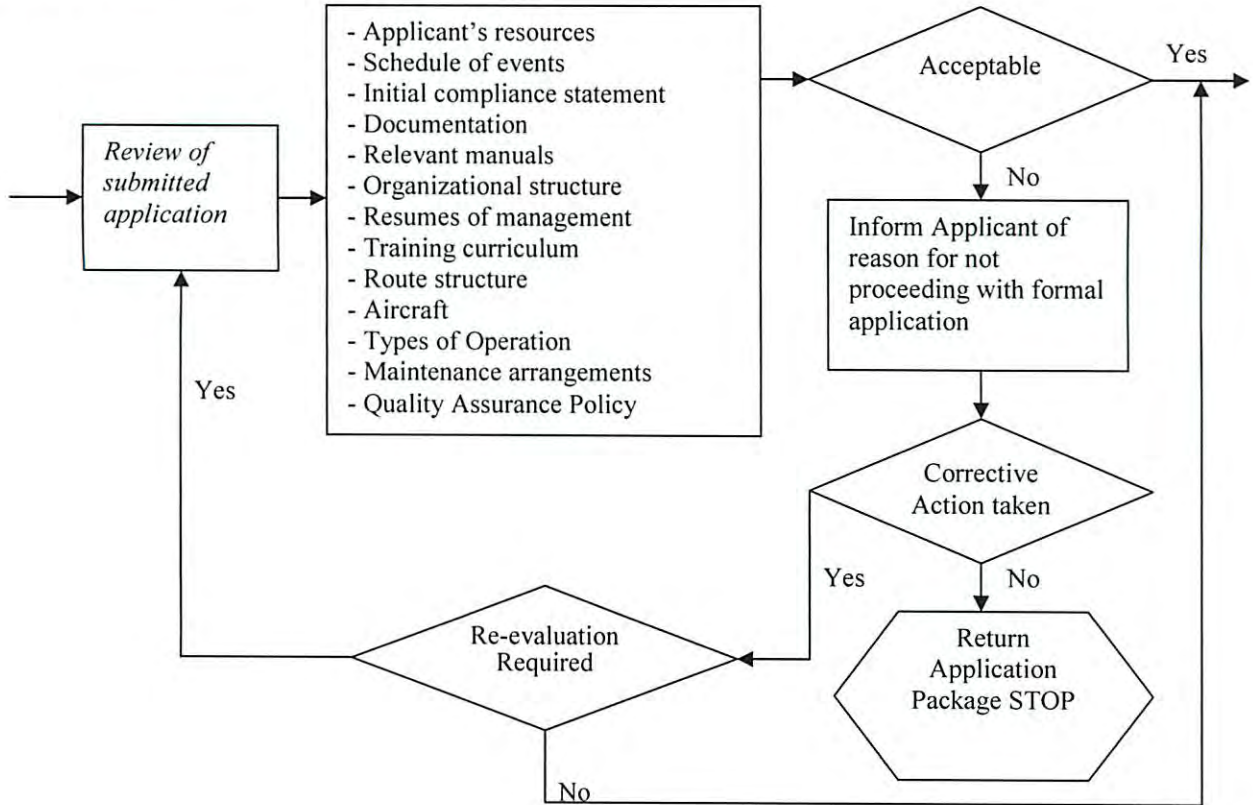 Review of
submitted
application
- Applicant's resources
- Schedule of events
- Initial compliance statement
- Documentation
- Relevant manuals
- Organizational structure
- Resumes of management
- Training curriculum
- Route structure
- Aircraft
- Types of Operation
- Maintenance arrangements
- Quality Assurance Policy
Acceptable
Yes
No
Inform Applicant of
reason for not
proceeding with formal
application
Corrective
Action taken
Yes
No
Return
Application
Package STOP
Re-evaluation
Required
Yes
No